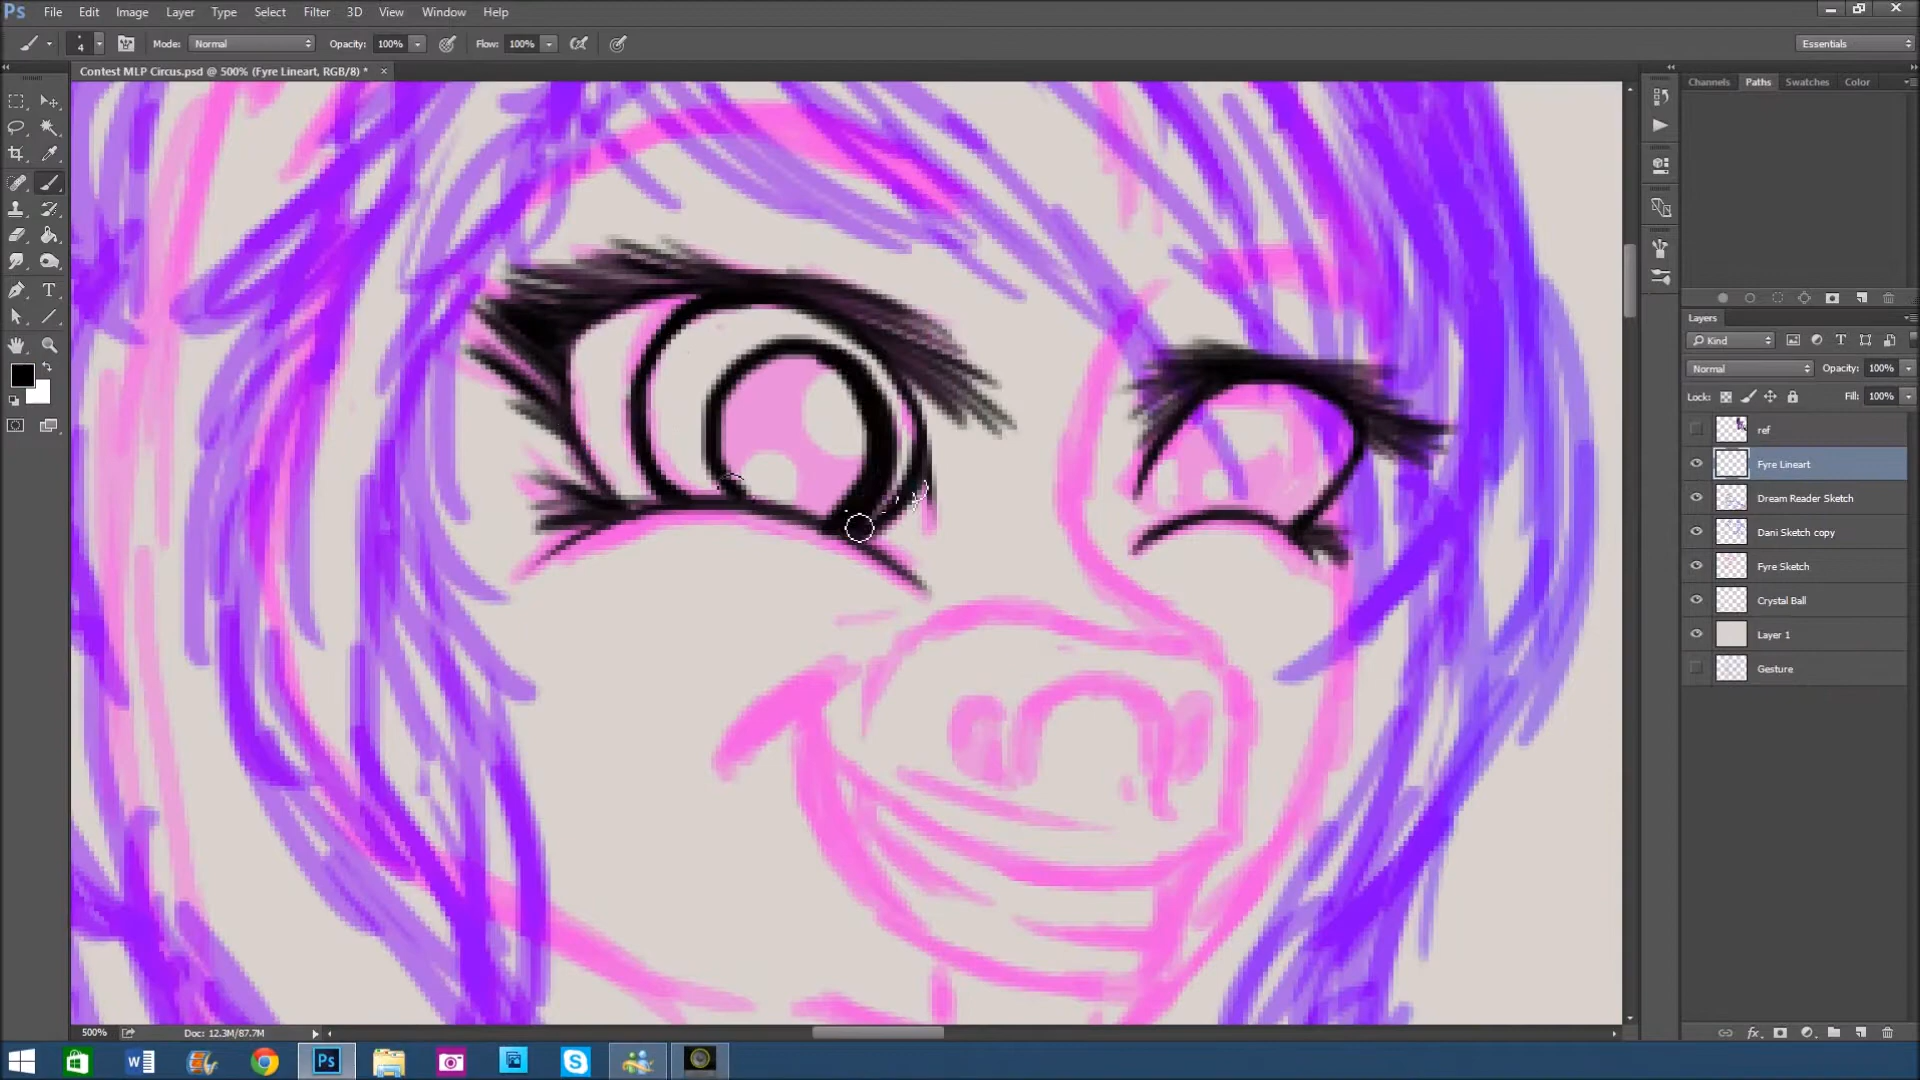 Ps File Edit Image Layer Type Select Filter 3D View Window Help
4 Mode: Normal Opacity: 100% Flow: 100% Essentials
Contest MLP Circus.psd @ 500% (Fyre Lineart, RGB/8) * ×
Channels Paths Swatches Color
Layers
Kind
Normal Opacity: 100%
Lock: Fill: 100%
ref
Fyre Lineart
Dream Reader Sketch
Dani Sketch copy
Fyre Sketch
Crystal Ball
Layer 1
Gesture
500% Doc: 12.3M/87.7M
Ps